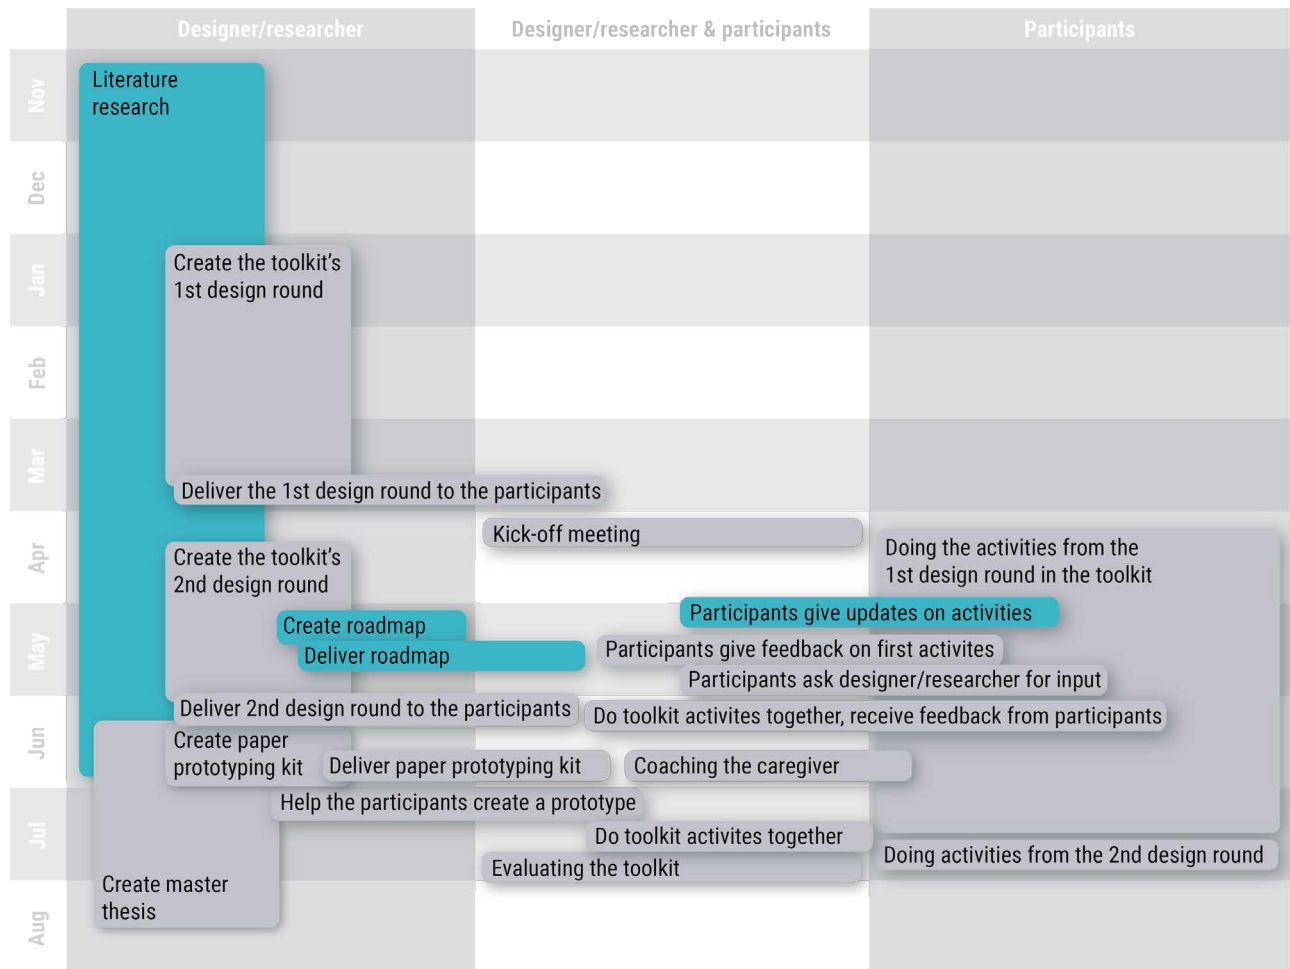 Designer/researcher
Designer/researcher & participants
Participants
Nov
Dec
Jan
Feb
Mar
Apr
May
Jun
Jul
Aug
Literature
research
Create the toolkit's
1st design round
Deliver the 1st design round to the participants
Kick-off meeting
Doing the activities from the
1st design round in the toolkit
Create the toolkit's
2nd design round
Participants give updates on activities
Create roadmap
Participants give feedback on first activites
Deliver roadmap
Participants ask designer/researcher for input
Deliver 2nd design round to the participants
Do toolkit activites together, receive feedback from participants
Create paper
prototyping kit
Deliver paper prototyping kit
Coaching the caregiver
Help the participants create a prototype
Do toolkit activites together
Doing activities from the 2nd design round
Evaluating the toolkit
Create master
thesis